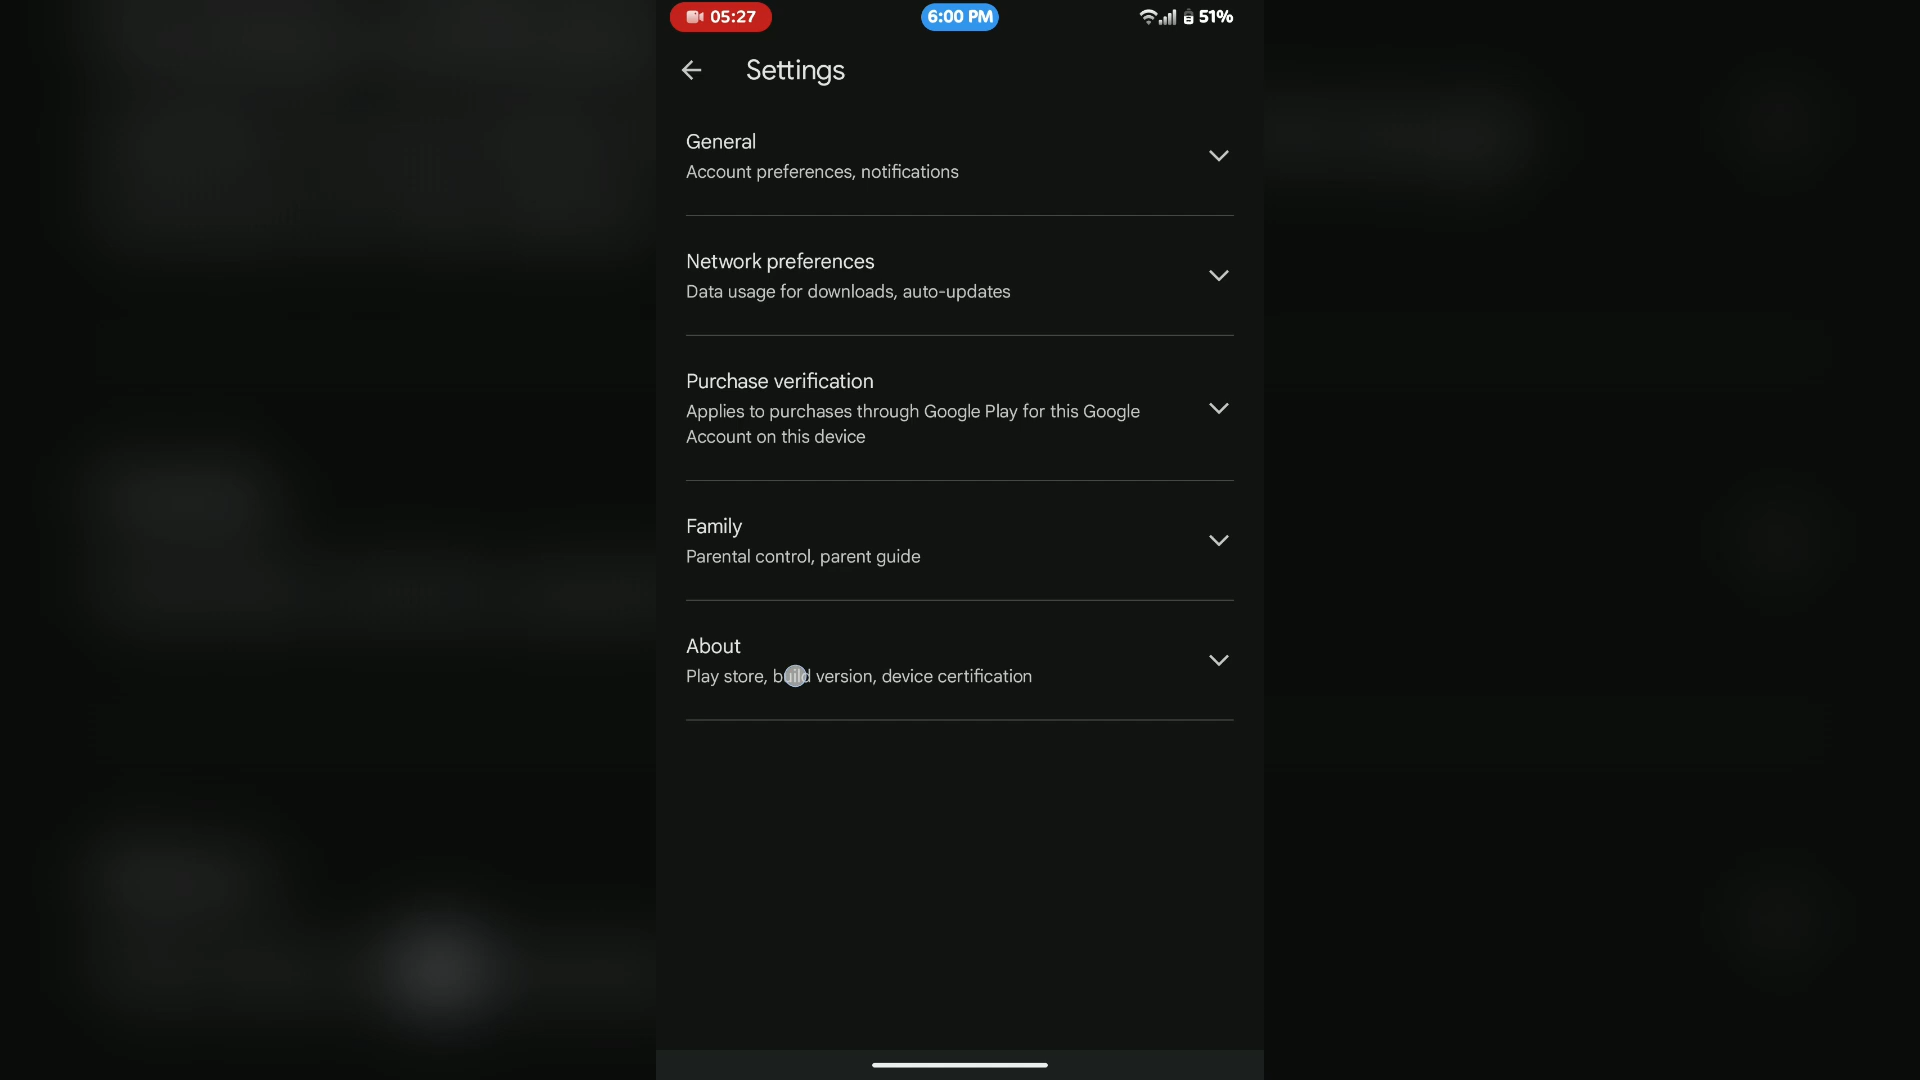 05:27
6:00 PM
51%
Settings
General
Account preferences, notifications
Network preferences
Data usage for downloads, auto-updates
Purchase verification
Applies to purchases through Google Play for this Google
Account on this device
Family
Parental control, parent guide
About
Play store, build version, device certification